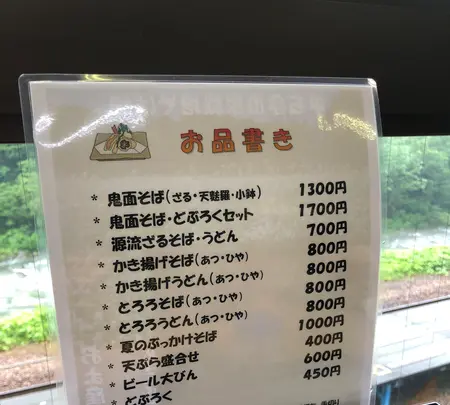 お品書き
* 鬼面そば(ざる・天麩羅・小鉢) 1300円
* 鬼面そば・どぶろくセット 1700円
* 源流ざるそば・うどん 700円
* かき揚げそば(あつ・ひや) 800円
* かき揚げうどん(あつ・ひや) 800円
* とろろそば(あつ・ひや) 800円
* とろろうどん(あつ・ひや) 800円
* 夏のぶっかけそば 1000円
* 天ぷら盛合せ 400円
* ビール大びん 600円
* どぶろく 450円